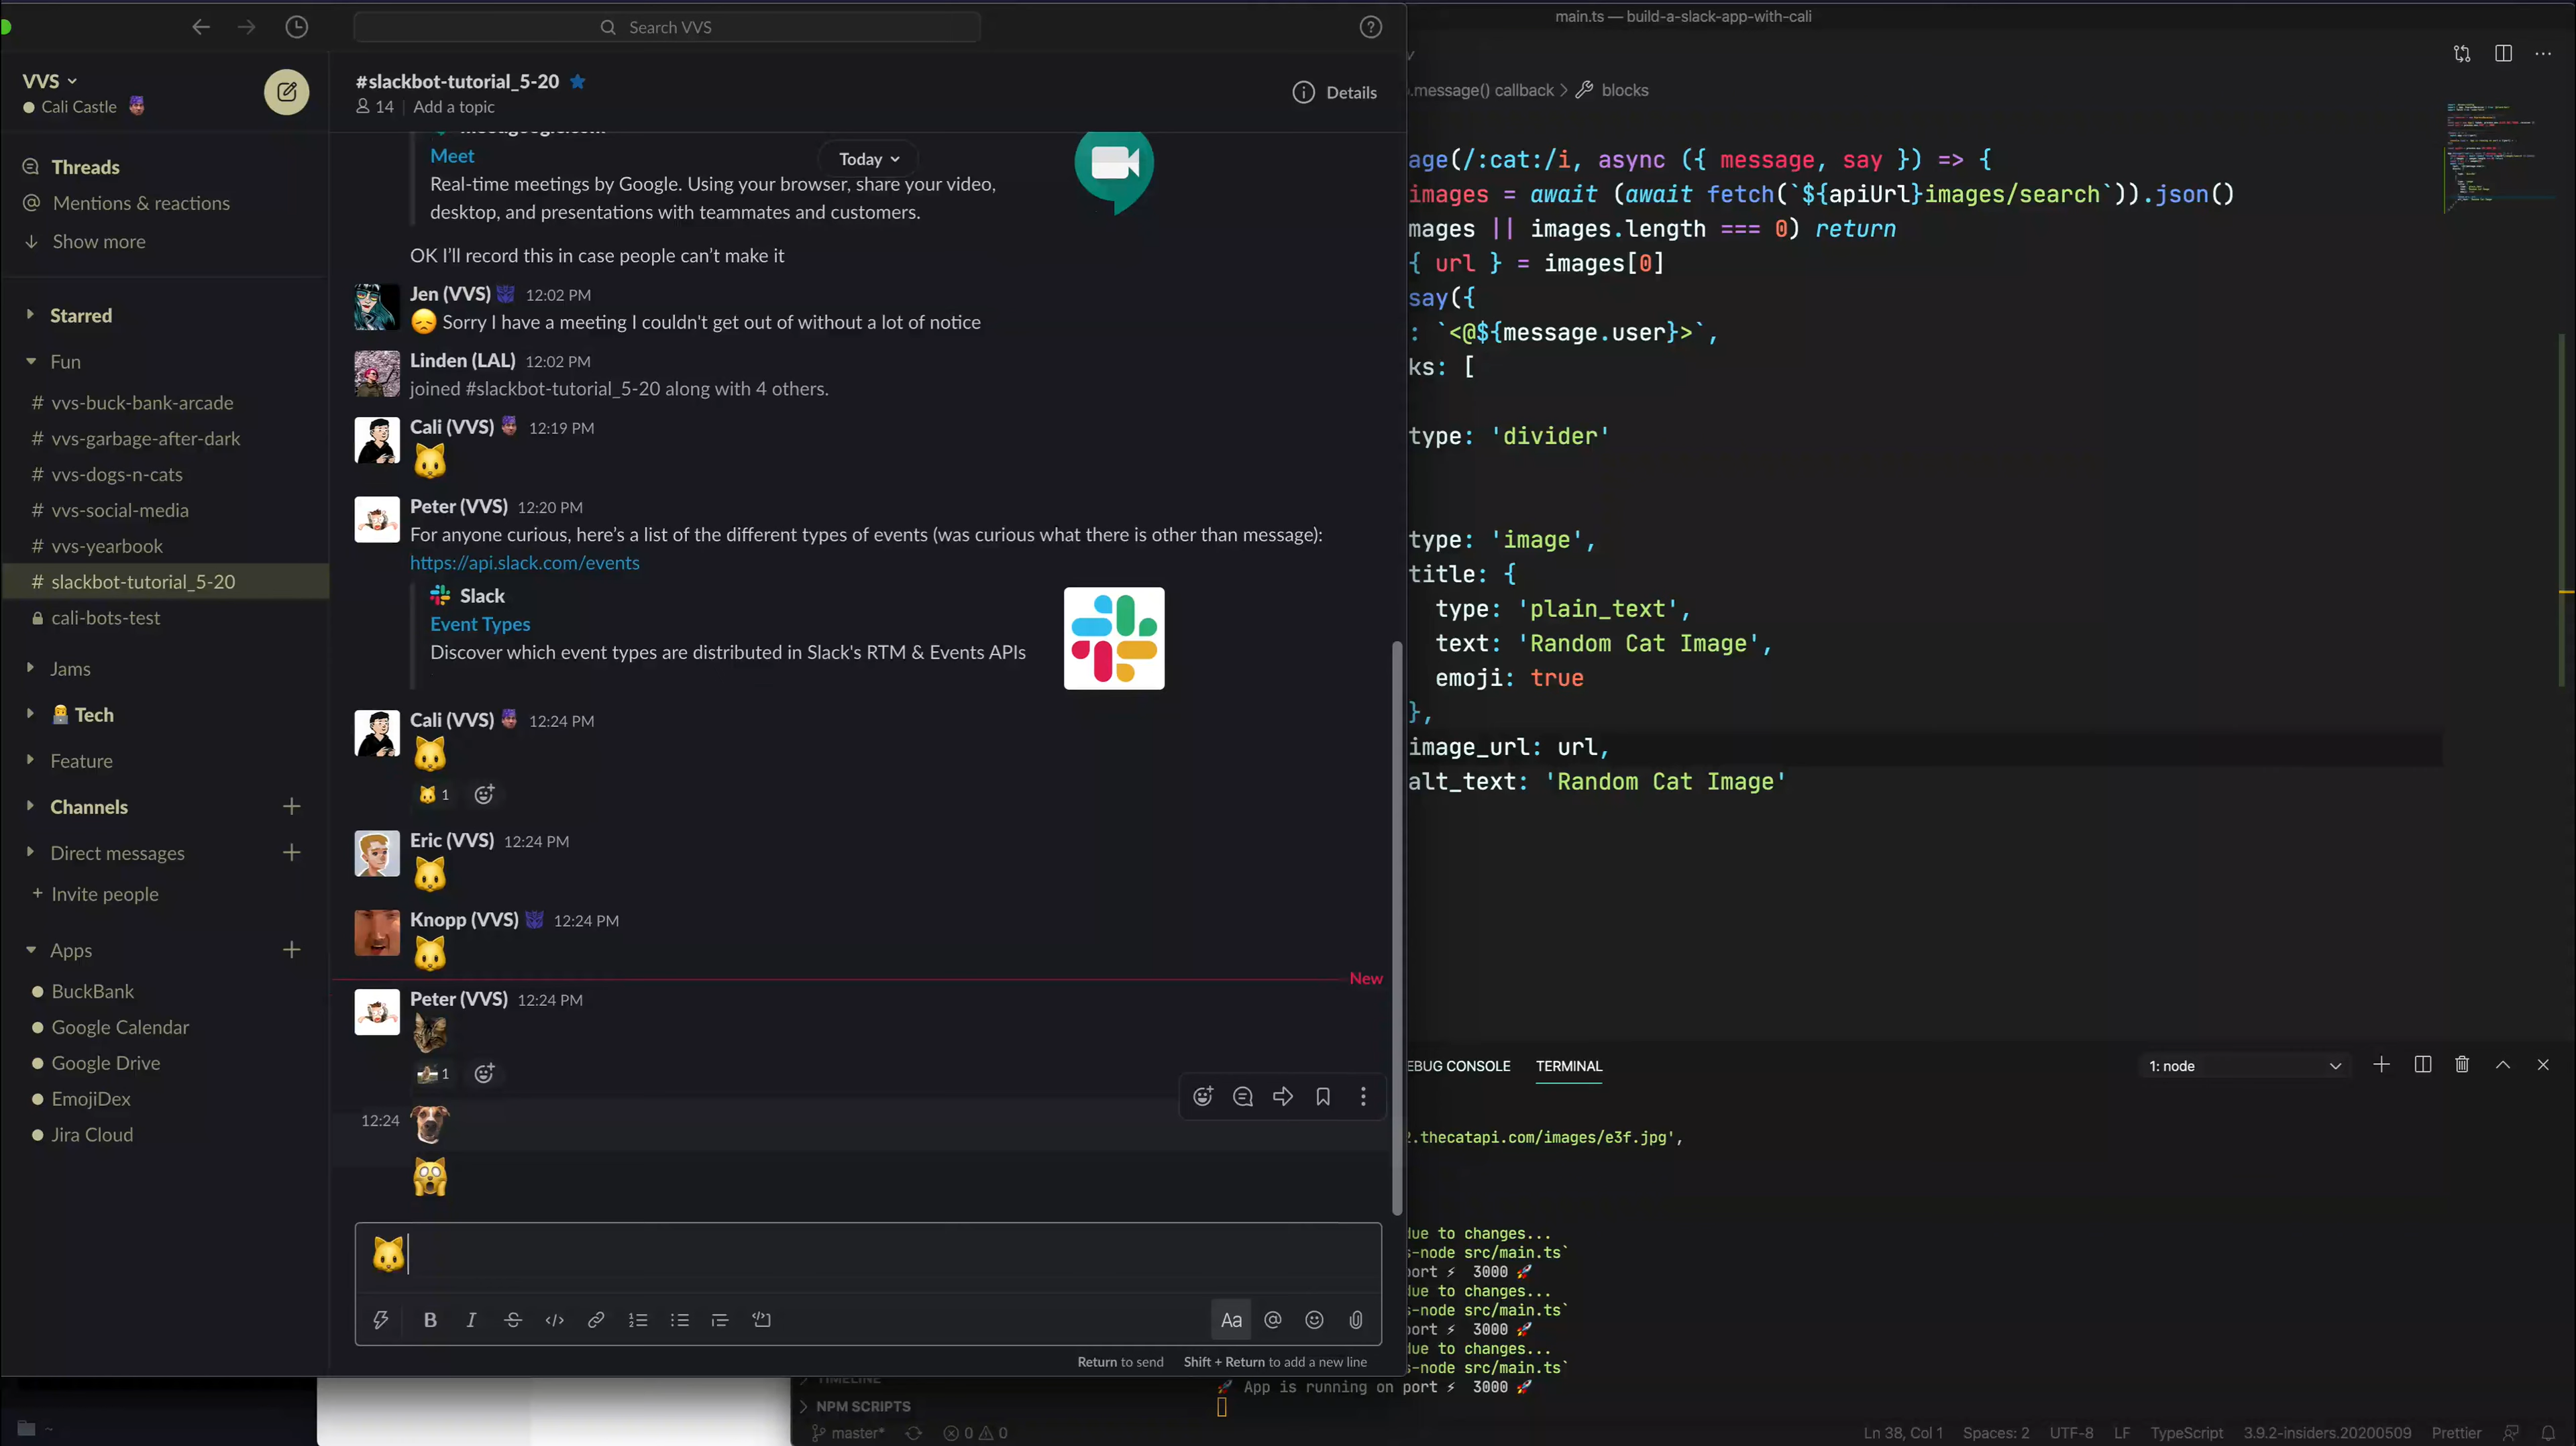 Search VVS
VVS
Cali Castle
Threads
Mentions & reactions
Show more
Starred
Fun
# vvs-buck-bank-arcade
# vvs-garbage-after-dark
# vvs-dogs-n-cats
# vvs-social-media
# vvs-yearbook
# slackbot-tutorial_5-20
cali-bots-test
Jams
Tech
Feature
Channels
Direct messages
+ Invite people
Apps
BuckBank
Google Calendar
Google Drive
EmojiDex
Jira Cloud
#slackbot-tutorial_5-20
14 | Add a topic
Details
Meet
Today
Real-time meetings by Google. Using your browser, share your video,
desktop, and presentations with teammates and customers.
OK I'll record this in case people can't make it
Jen (VVS) 12:02 PM
Sorry I have a meeting I couldn't get out of without a lot of notice
Linden (LAL) 12:02 PM
joined #slackbot-tutorial_5-20 along with 4 others.
Cali (VVS) 12:19 PM
Peter (VVS) 12:20 PM
For anyone curious, here's a list of the different types of events (was curious what there is other than message):
https://api.slack.com/events
Slack
Event Types
Discover which event types are distributed in Slack's RTM & Events APIs
Cali (VVS) 12:24 PM
1
Eric (VVS) 12:24 PM
Knopp (VVS) 12:24 PM
New
Peter (VVS) 12:24 PM
1
12:24
B I Aa @
Return to send Shift + Return to add a new line
main.ts — build-a-slack-app-with-cali
.message() callback > blocks
age(/:cat:/i, async ({ message, say }) => {
images = await (await fetch(`${apiUrl}images/search`)).json()
mages || images.length === 0) return
{ url } = images[0]
say({
: `<@${message.user}>`,
ks: [
type: 'divider'
type: 'image',
title: {
type: 'plain_text',
text: 'Random Cat Image',
emoji: true
},
image_url: url,
alt_text: 'Random Cat Image'
EBUG CONSOLE TERMINAL
1: node
.thecatapi.com/images/e3f.jpg',
due to changes...
s-node src/main.ts`
port ⚡ 3000 🚀
due to changes...
s-node src/main.ts`
port ⚡ 3000 🚀
due to changes...
s-node src/main.ts`
🚀 App is running on port ⚡ 3000 🚀
TIMELINE
NPM SCRIPTS
~
master* 0 0
Ln 38, Col 1 Spaces: 2 UTF-8 LF TypeScript 3.9.2-insiders.20200509 Prettier